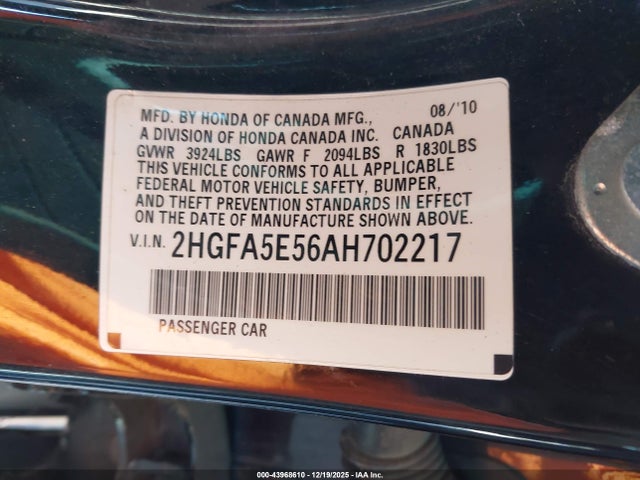 MFD. BY HONDA OF CANADA MFG., 08/'10
A DIVISION OF HONDA CANADA INC. CANADA
GVWR 3924LBS GAWR F 2094LBS R 1830LBS
THIS VEHICLE CONFORMS TO ALL APPLICABLE
FEDERAL MOTOR VEHICLE SAFETY, BUMPER,
AND THEFT PREVENTION STANDARDS IN EFFECT
ON THE DATE OF MANUFACTURE SHOWN ABOVE.
V.I.N. 2HGFA5E56AH702217
PASSENGER CAR
000-43968610 | 12/19/2025 | IAA Inc.